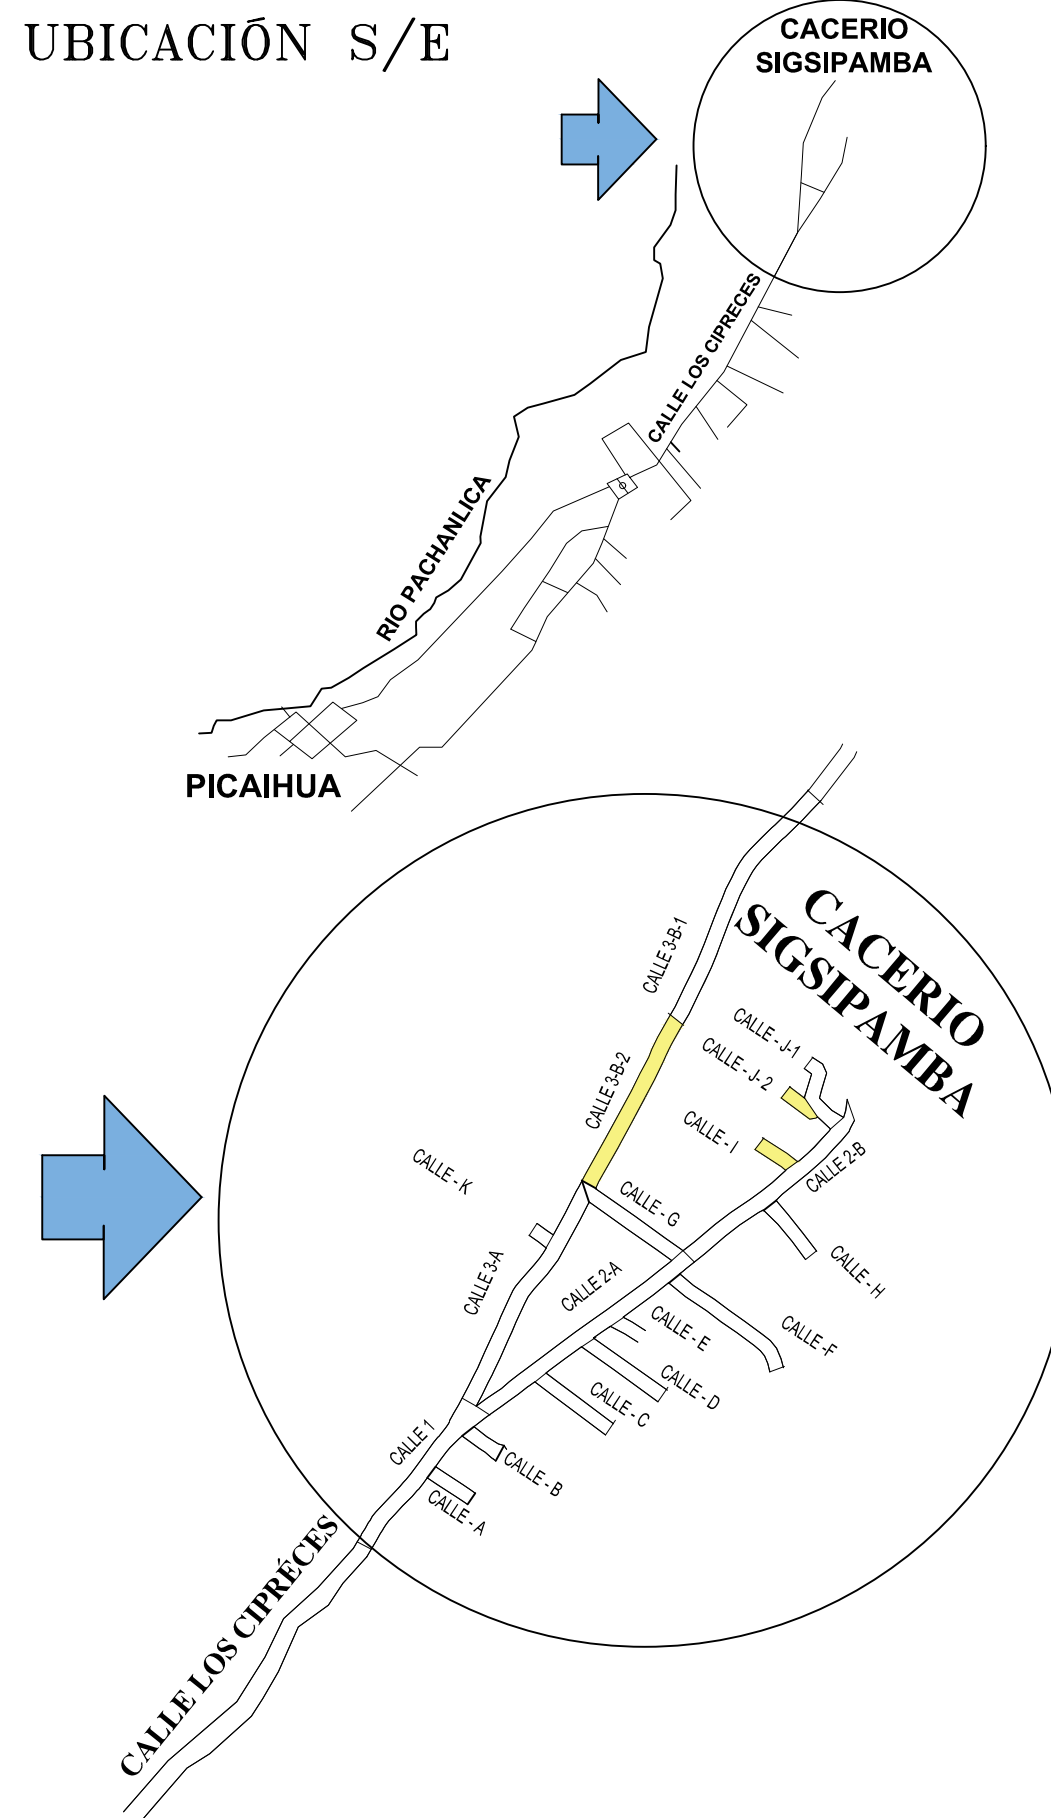 UBICACIÓN S/E
CACERIO
SIGSIPAMBA
CALLE LOS CIPRECES
RIO PACHANLICA
PICAIHUA
CACERIO
SIGSIPAMBA
CALLE 3-B-1
CALLE - J-1
CALLE - J-2
CALLE 3-B-2
CALLE - I
CALLE 2-B
CALLE - K
CALLE - G
CALLE - H
CALLE 3-A
CALLE 2-A
CALLE - E
CALLE -F
CALLE - D
CALLE - C
CALLE 1
CALLE - B
CALLE - A
CALLE LOS CIPRÉCES